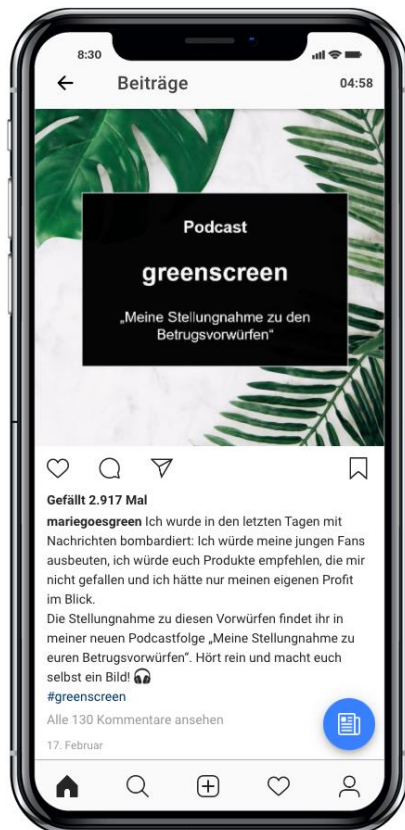 8:30
Beiträge
04:58
Podcast
greenscreen
„Meine Stellungnahme zu den
Betrugsvorwürfen“
Gefällt 2.917 Mal
mariegoesgreen Ich wurde in den letzten Tagen mit
Nachrichten bombardiert: Ich würde meine jungen Fans
ausbeuten, ich würde euch Produkte empfehlen, die mir
nicht gefallen und ich hätte nur meinen eigenen Profit
im Blick.
Die Stellungnahme zu diesen Vorwürfen findet ihr in
meiner neuen Podcastfolge „Meine Stellungnahme zu
euren Betrugsvorwürfen“. Hört rein und macht euch
selbst ein Bild! 🎧
#greenscreen
Alle 130 Kommentare ansehen
17. Februar